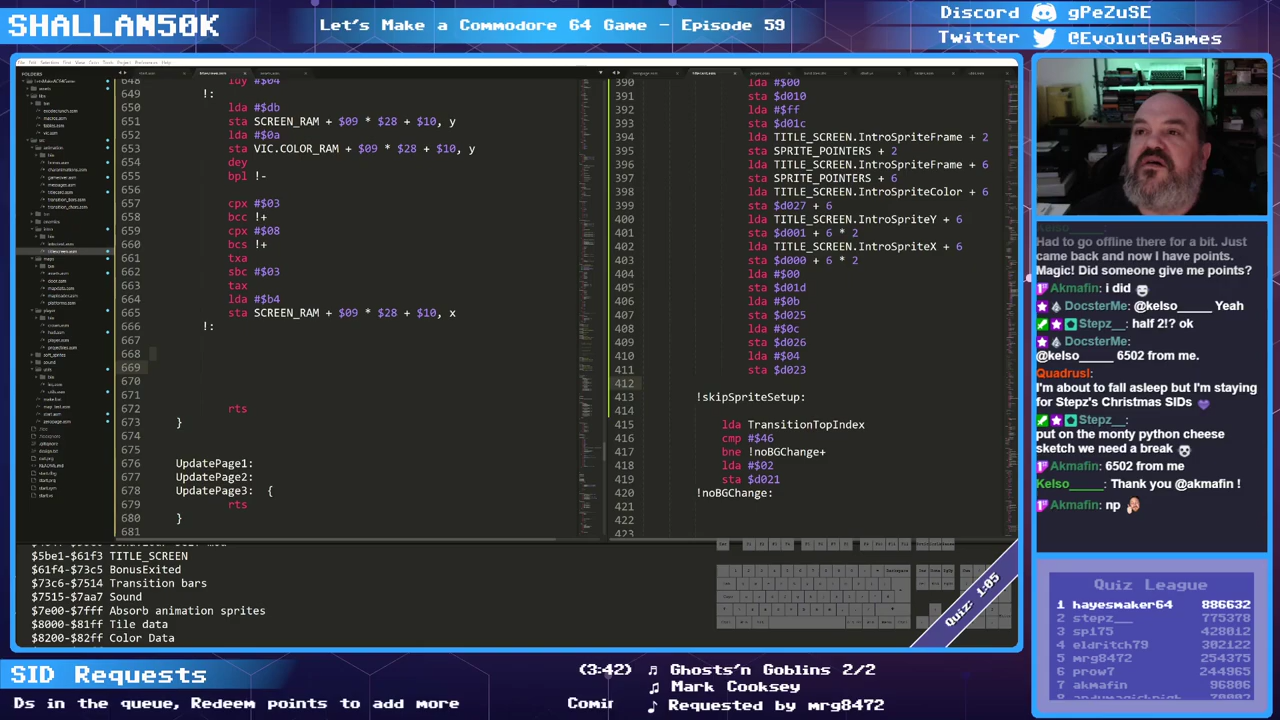 SHALLAN50K
Let's Make a Commodore 64 Game - Episode 59
Discord gPeZuSE
Twitter @EvoluteGames
FOLDERS
649 !:
650 lda #$db
651 sta SCREEN_RAM + $09 * $28 + $10, y
652 lda #$0a
653 sta VIC.COLOR_RAM + $09 * $28 + $10, y
654 dey
655 bpl !-
656
657 cpx #$03
658 bcc !+
659 cpx #$08
660 bcs !+
661 txa
662 sbc #$03
663 tax
664 lda #$b4
665 sta SCREEN_RAM + $09 * $28 + $10, x
666 !:
667
668
669
670
671
672 rts
673 }
674
675
676 UpdatePage1:
677 UpdatePage2:
678 UpdatePage3: {
679 rts
680 }
681
390 lda #$00
391 sta $d010
392 lda #$ff
393 sta $d01c
394 lda TITLE_SCREEN.IntroSpriteFrame + 2
395 sta SPRITE_POINTERS + 2
396 lda TITLE_SCREEN.IntroSpriteFrame + 6
397 sta SPRITE_POINTERS + 6
398 lda TITLE_SCREEN.IntroSpriteColor + 6
399 sta $d027 + 6
400 lda TITLE_SCREEN.IntroSpriteY + 6
401 sta $d001 + 6 * 2
402 lda TITLE_SCREEN.IntroSpriteX + 6
403 sta $d000 + 6 * 2
404 lda #$00
405 sta $d01d
406 lda #$0b
407 sta $d025
408 lda #$0c
409 sta $d026
410 lda #$04
411 sta $d023
412
413 !skipSpriteSetup:
414
415 lda TransitionTopIndex
416 cmp #$46
417 bne !noBGChange+
418 lda #$02
419 sta $d021
420 !noBGChange:
421
422
423
$5be1-$61f3 TITLE_SCREEN
$61f4-$73c5 BonusExited
$73c6-$7514 Transition bars
$7515-$7aa7 Sound
$7e00-$7fff Absorb animation sprites
$8000-$81ff Tile data
$8200-$82ff Color Data
Quiz: 1:05
Had to go offline there for a bit. Just
came back and now I have points.
Magic! Did someone give me points?
Akmafin: i did
DocsterMe: @kelso_____ Yeah
Stepz__: half 2!? ok
DocsterMe:
@kelso_____ 6502 from me.
Quadrus!:
I'm about to fall asleep but I'm staying
for Stepz's Christmas SIDs
Stepz__:
put on the monty python cheese
sketch we need a break
Akmafin: 6502 from me
Kelso_____: Thank you @akmafin !
Akmafin: np
Quiz League
1 hayesmaker64 886632
2 stepz__ 775378
3 sp175 428012
4 eldritch79 302122
5 mrg8472 254375
6 prow7 244965
7 akmafin 96806
SID Requests
Ds in the queue, Redeem points to add more
(3:42) Ghosts'n Goblins 2/2
Mark Cooksey
Comin Requested by mrg8472